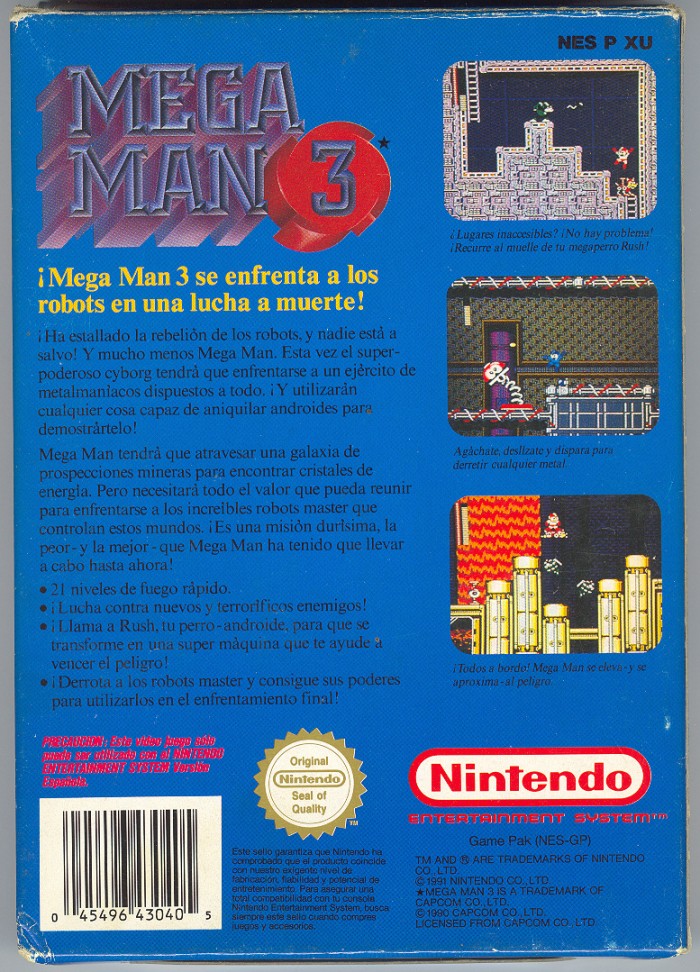 NES P XU
MEGA
MAN 3★
¡Mega Man 3 se enfrenta a los
robots en una lucha a muerte!
¡Ha estallado la rebelión de los robots, y nadie está a
salvo! Y mucho menos Mega Man. Esta vez el super-
poderoso cyborg tendrá que enfrentarse a un ejército de
metalmaníacos dispuestos a todo. ¡Y utilizarán
cualquier cosa capaz de aniquilar androides para
demostrártelo!
Mega Man tendrá que atravesar una galaxia de
prospecciones mineras para encontrar cristales de
energía. Pero necesitará todo el valor que pueda reunir
para enfrentarse a los increíbles robots master que
controlan estos mundos. ¡Es una misión durísima, la
peor - y la mejor - que Mega Man ha tenido que llevar
a cabo hasta ahora!
• 21 niveles de fuego rápido.
• ¡Lucha contra nuevos y terroríficos enemigos!
• ¡Llama a Rush, tu perro-androide, para que se
transforme en una super máquina que te ayude a
vencer el peligro!
• ¡Derrota a los robots master y consigue sus poderes
para utilizarlos en el enfrentamiento final!
¿Lugares inaccesibles? ¡No hay problema!
¡Recurre al muelle de tu megaperro Rush!
Agáchate, deslízate y dispara para
derretir cualquier metal.
¡Todos a bordo! Mega Man se eleva - y se
aproxima - al peligro.
PRECAUCION: Este video juego sólo
puede ser utilizado con el NINTENDO
ENTERTAINMENT SYSTEM Versión
Española.
0 45496 43040 5
Original
Nintendo
Seal of
Quality
TM
Este sello garantiza que Nintendo ha
comprobado que el producto coincide
con nuestro exigente nivel de
fabricación, fiabilidad y potencial de
entretenimiento. Para asegurar una
total compatibilidad con tu consola
Nintendo Entertainment System, busca
siempre este sello cuando compres
juegos y accesorios.
Nintendo®
ENTERTAINMENT SYSTEM™
Game Pak (NES-GP)
TM AND ® ARE TRADEMARKS OF NINTENDO
CO., LTD.
© 1991 NINTENDO CO., LTD.
★MEGA MAN 3 IS A TRADEMARK OF
CAPCOM CO., LTD.
© 1990 CAPCOM CO., LTD.
LICENSED FROM CAPCOM CO., LTD.